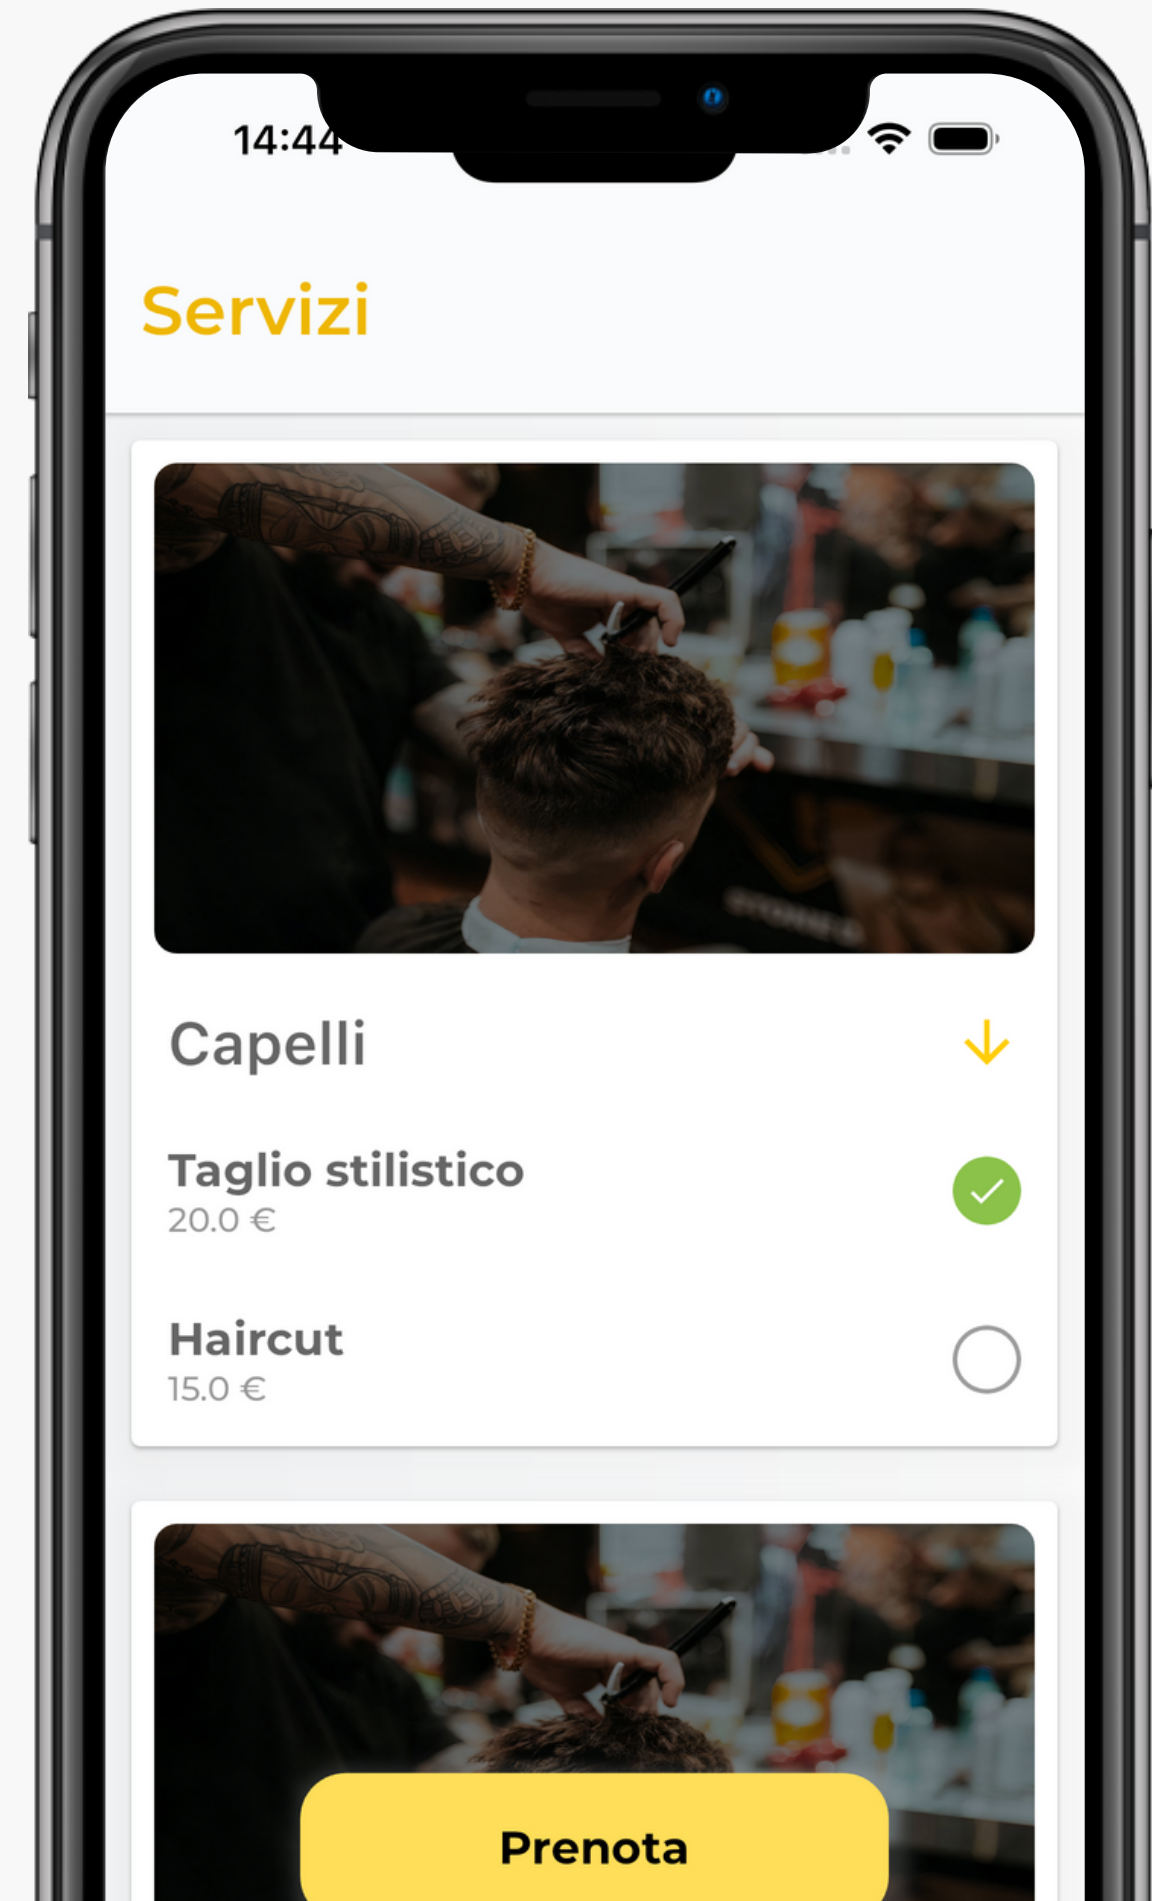 14:44
Servizi
Capelli
Taglio stilistico
20.0 €
Haircut
15.0 €
Prenota